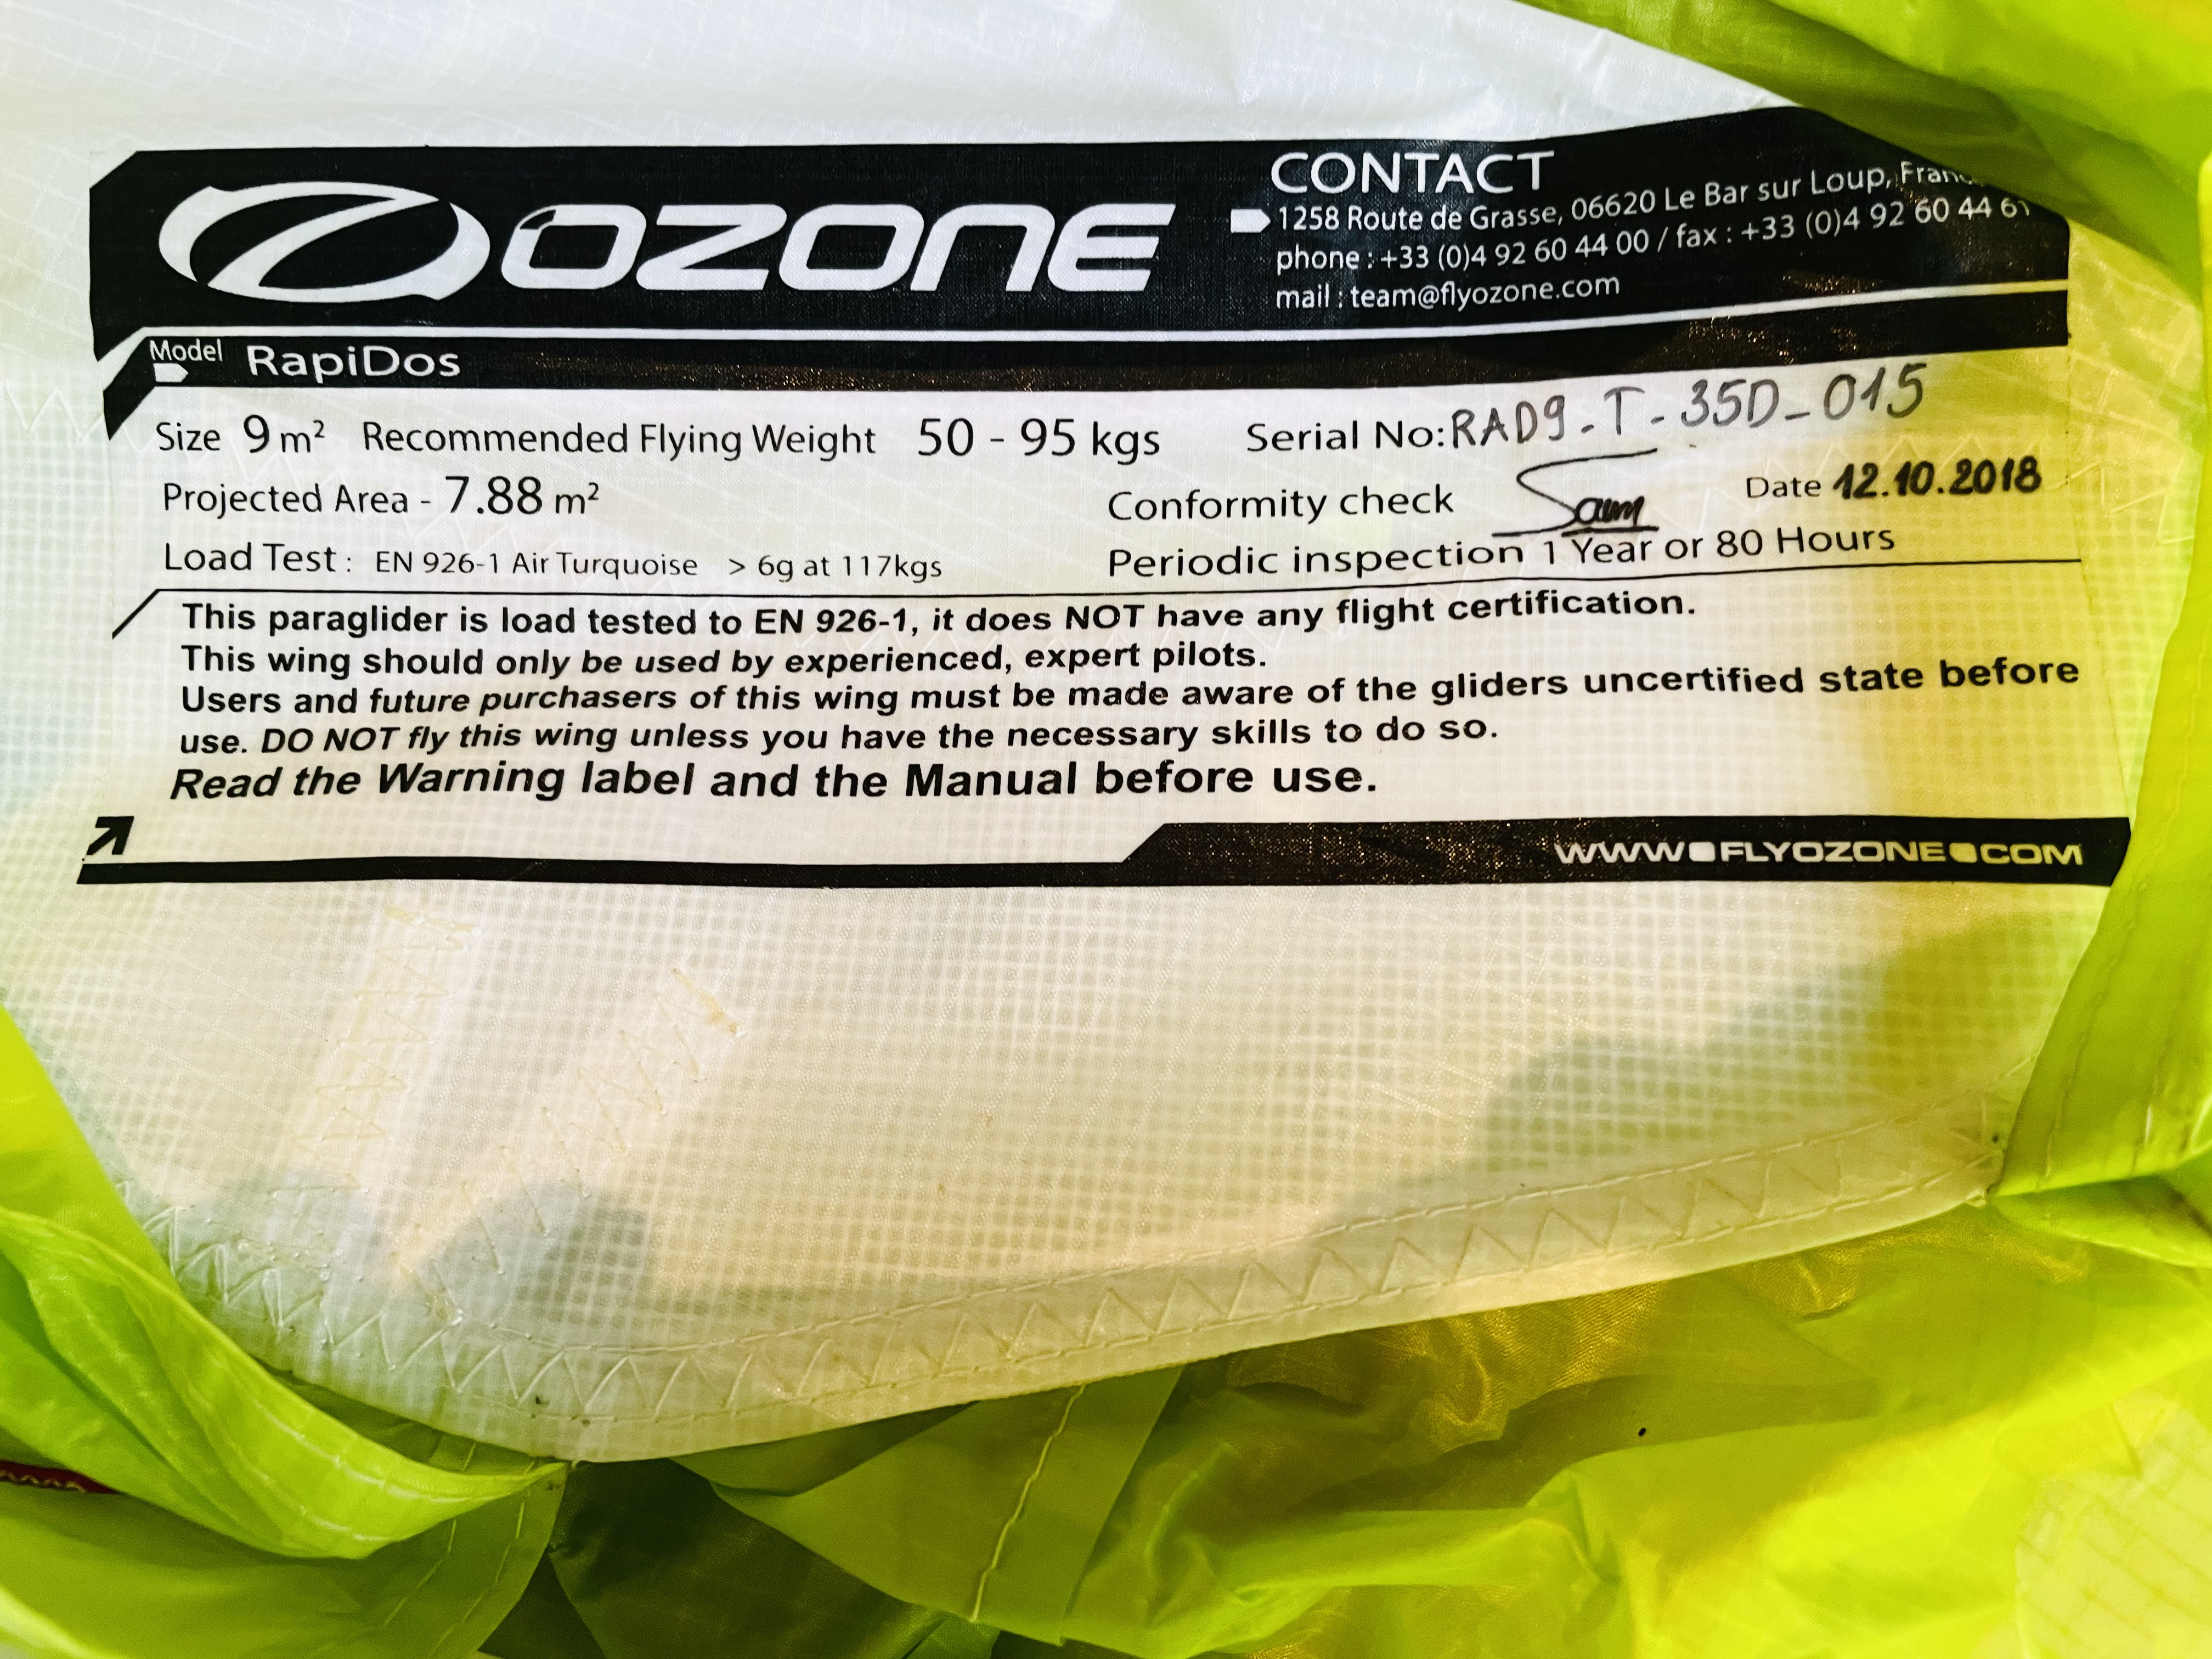 OZONE
CONTACT
1258 Route de Grasse, 06620 Le Bar sur Loup,
phone : +33 (0)4 92 60 44 00 / fax : +33 (0)4 92 60 44 61
mail : team@flyozone.com
Model RapiDos
Size 9 m² Recommended Flying Weight 50 - 95 kgs Serial No: RAD9-T-35D-015
Projected Area - 7.88 m² Conformity check Sam Date 12.10.2018
Load Test : EN 926-1 Air Turquoise > 6g at 117kgs Periodic inspection 1 Year or 80 Hours
This paraglider is load tested to EN 926-1, it does NOT have any flight certification.
This wing should only be used by experienced, expert pilots.
Users and future purchasers of this wing must be made aware of the gliders uncertified state before
use. DO NOT fly this wing unless you have the necessary skills to do so.
Read the Warning label and the Manual before use.
WWW.FLYOZONE.COM